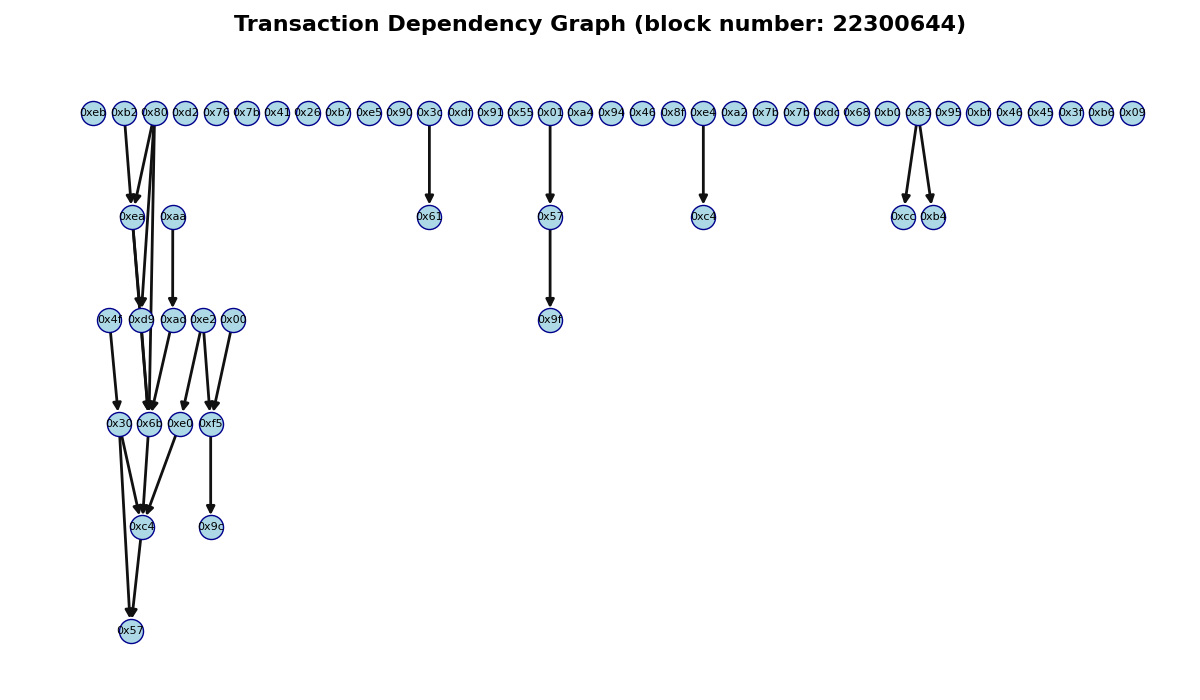 Transaction Dependency Graph (block number: 22300644)
0xeb 0xb2 0x80 0xd2 0x76 0x7b 0x41 0x26 0xb7 0xe5 0x90 0x3c 0xdf 0x91 0x55 0x01 0xa4 0x94 0x46 0x8f 0xe4 0xa2 0x7b 0x7b 0xdc 0x68 0xb0 0x83 0x95 0xbf 0x46 0x45 0x3f 0xb6 0x09
0xea 0xaa 0x61 0x57 0xc4 0xcc 0xb4
0x4f 0xd9 0xad 0xe2 0x00 0x9f
0x30 0x6b 0xe0 0xf5
0xc4 0x9c
0x57